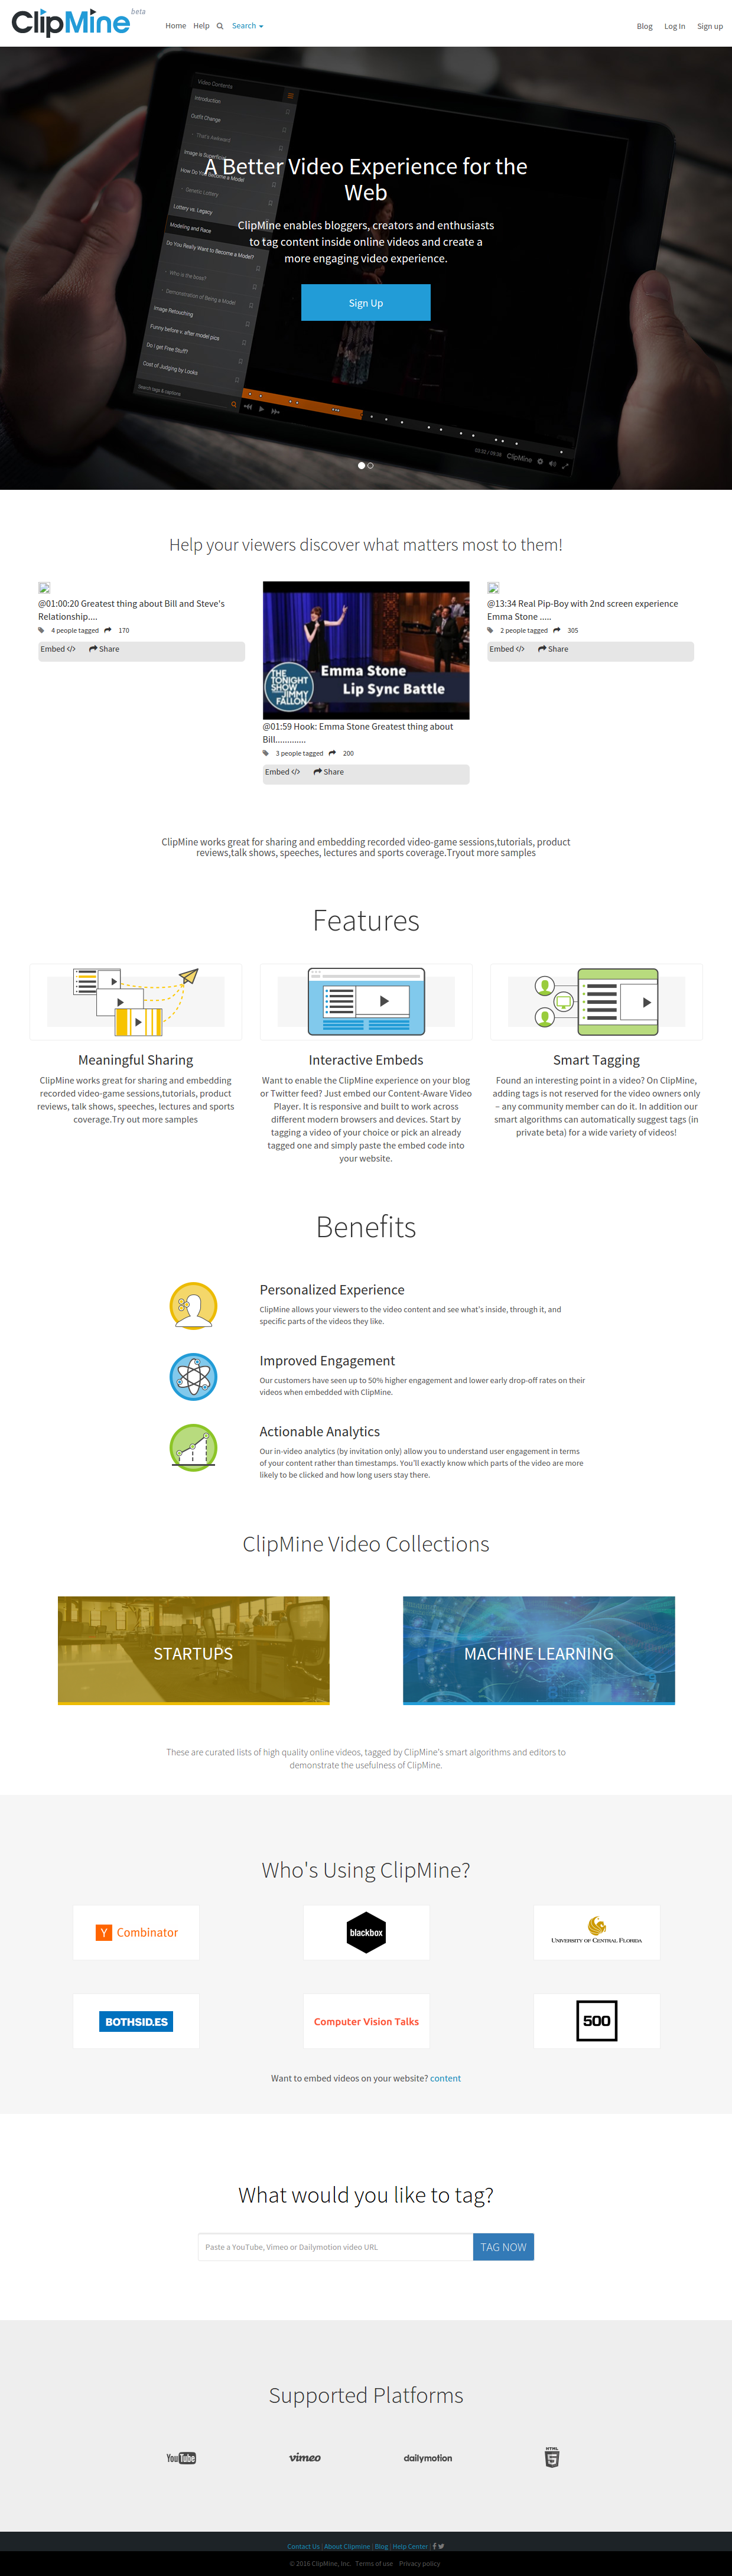 ClipMine beta
Home Help Search
Blog Log In Sign up
Video Contents
Introduction
Outfit Change
- That's awkward
Image is Superficial
How Do You Become a Model
- Genetic Lottery
Lottery vs. Legacy
Modeling and Race
Do You Really Want to Become a Model?
- Who is the boss?
- Demonstration of Being a Model
Image Retouching
Funny before v. after model pics
Do I get Free Stuff?
Cost of Judging by Looks
Search tags & captions
ClipMine
A Better Video Experience for the
Web
ClipMine enables bloggers, creators and enthusiasts
to tag content inside online videos and create a
more engaging video experience.
Sign Up
Help your viewers discover what matters most to them!
@01:00:20 Greatest thing about Bill and Steve's
Relationship....
4 people tagged 170
Embed </> Share
THE
TONIGHT
SHOW
JIMMY
FALLON
Emma Stone
Lip Sync Battle
@01:59 Hook: Emma Stone Greatest thing about
Bill.............
3 people tagged 200
Embed </> Share
@13:34 Real Pip-Boy with 2nd screen experience
Emma Stone .....
2 people tagged 305
Embed </> Share
ClipMine works great for sharing and embedding recorded video-game sessions,tutorials, product
reviews,talk shows, speeches, lectures and sports coverage.Tryout more samples
Features
Meaningful Sharing
ClipMine works great for sharing and embedding
recorded video-game sessions,tutorials, product
reviews, talk shows, speeches, lectures and sports
coverage.Try out more samples
Interactive Embeds
Want to enable the ClipMine experience on your blog
or Twitter feed? Just embed our Content-Aware Video
Player. It is responsive and built to work across
different modern browsers and devices. Start by
tagging a video of your choice or pick an already
tagged one and simply paste the embed code into
your website.
Smart Tagging
Found an interesting point in a video? On ClipMine,
adding tags is not reserved for the video owners only
– any community member can do it. In addition our
smart algorithms can automatically suggest tags (in
private beta) for a wide variety of videos!
Benefits
Personalized Experience
ClipMine allows your viewers to the video content and see what's inside, through it, and
specific parts of the videos they like.
Improved Engagement
Our customers have seen up to 50% higher engagement and lower early drop-off rates on their
videos when embedded with ClipMine.
Actionable Analytics
Our in-video analytics (by invitation only) allow you to understand user engagement in terms
of your content rather than timestamps. You'll exactly know which parts of the video are more
likely to be clicked and how long users stay there.
ClipMine Video Collections
STARTUPS
MACHINE LEARNING
These are curated lists of high quality online videos, tagged by ClipMine's smart algorithms and editors to
demonstrate the usefulness of ClipMine.
Who's Using ClipMine?
Y Combinator
blackbox
UNIVERSITY OF CENTRAL FLORIDA
BOTHSID.ES
Computer Vision Talks
500
Want to embed videos on your website? content
What would you like to tag?
Paste a YouTube, Vimeo or Dailymotion video URL
TAG NOW
Supported Platforms
YouTube
vimeo
dailymotion
HTML
5
Contact Us | About Clipmine | Blog | Help Center |
© 2016 ClipMine, Inc. Terms of use Privacy policy